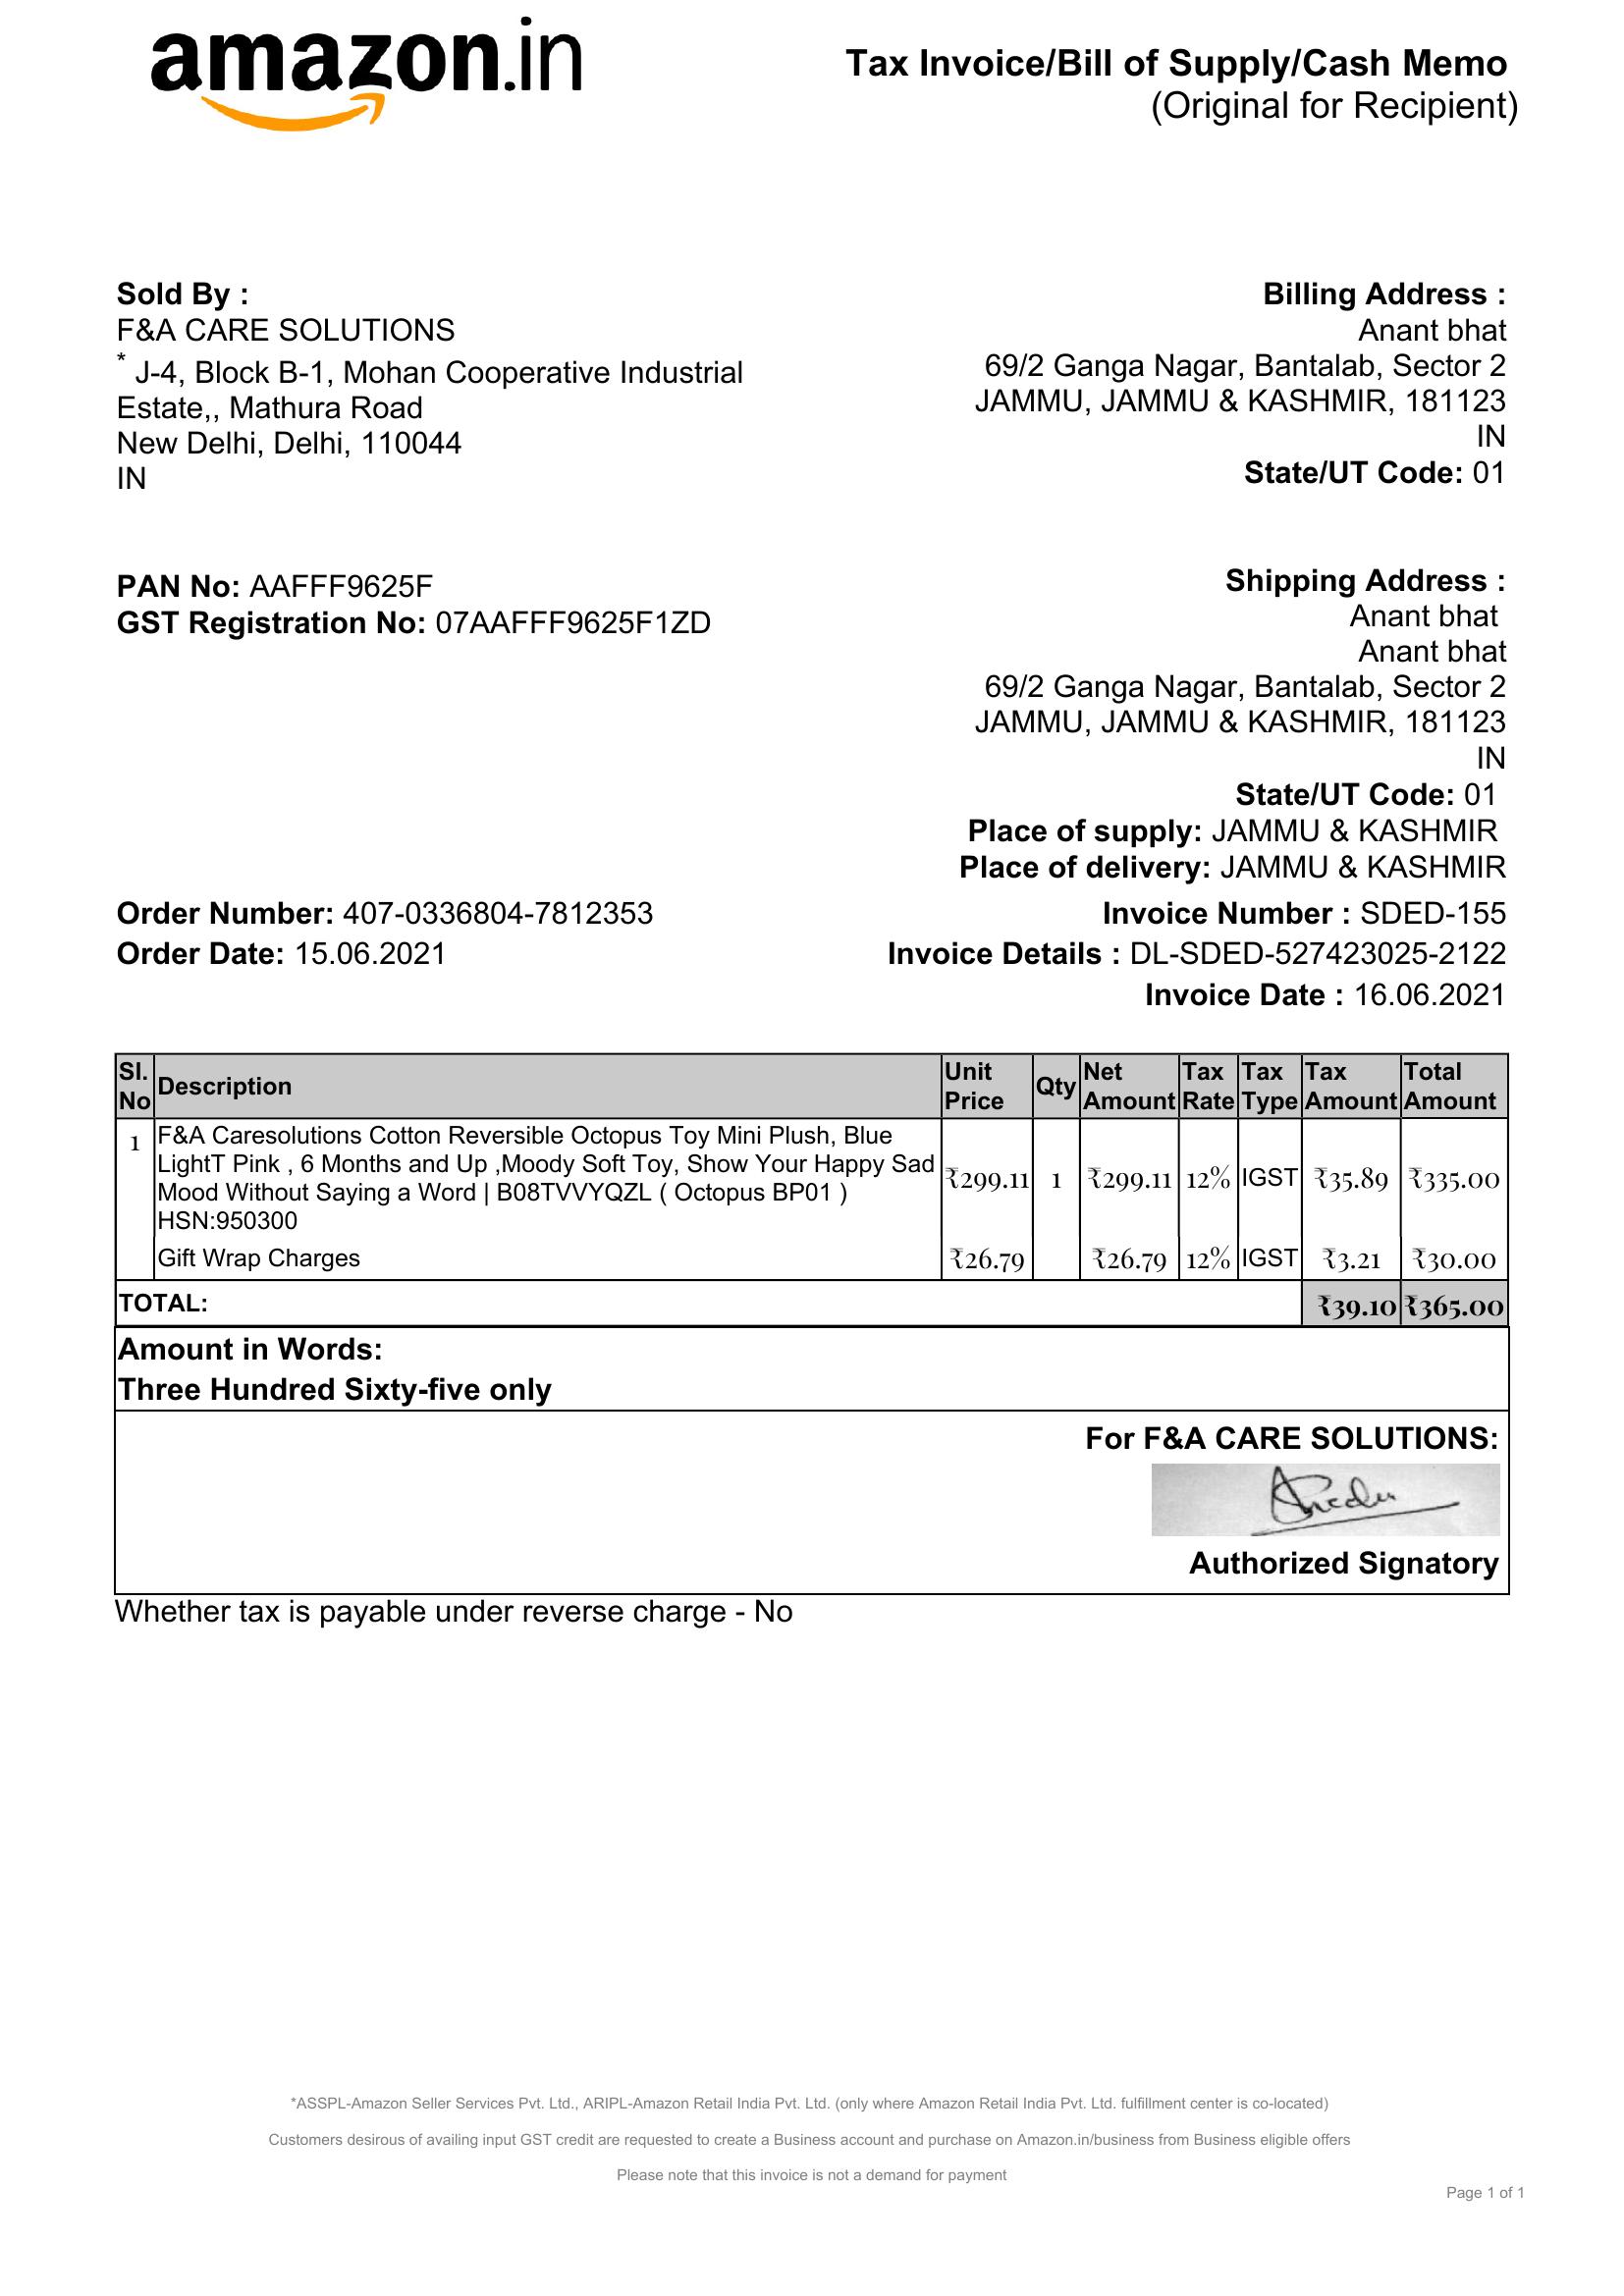 amazon.in
Tax Invoice/Bill of Supply/Cash Memo
(Original for Recipient)
Sold By :
F&A CARE SOLUTIONS
* J-4, Block B-1, Mohan Cooperative Industrial
Estate,, Mathura Road
New Delhi, Delhi, 110044
IN
Billing Address :
Anant bhat
69/2 Ganga Nagar, Bantalab, Sector 2
JAMMU, JAMMU & KASHMIR, 181123
IN
State/UT Code: 01
PAN No: AAFFF9625F
GST Registration No: 07AAFFF9625F1ZD
Shipping Address :
Anant bhat
Anant bhat
69/2 Ganga Nagar, Bantalab, Sector 2
JAMMU, JAMMU & KASHMIR, 181123
IN
State/UT Code: 01
Place of supply: JAMMU & KASHMIR
Place of delivery: JAMMU & KASHMIR
Order Number: 407-0336804-7812353
Order Date: 15.06.2021
Invoice Number : SDED-155
Invoice Details : DL-SDED-527423025-2122
Invoice Date : 16.06.2021
Sl. No Description Unit Price Qty Net Amount Tax Rate Tax Type Tax Amount Total Amount
1 F&A Caresolutions Cotton Reversible Octopus Toy Mini Plush, Blue
LightT Pink , 6 Months and Up ,Moody Soft Toy, Show Your Happy Sad
Mood Without Saying a Word | B08TVVYQZL ( Octopus BP01 )
HSN:950300
₹299.11 1 ₹299.11 12% IGST ₹35.89 ₹335.00
Gift Wrap Charges ₹26.79 ₹26.79 12% IGST ₹3.21 ₹30.00
TOTAL: ₹39.10 ₹365.00
Amount in Words:
Three Hundred Sixty-five only
For F&A CARE SOLUTIONS:
Authorized Signatory
Whether tax is payable under reverse charge - No
*ASSPL-Amazon Seller Services Pvt. Ltd., ARIPL-Amazon Retail India Pvt. Ltd. (only where Amazon Retail India Pvt. Ltd. fulfillment center is co-located)
Customers desirous of availing input GST credit are requested to create a Business account and purchase on Amazon.in/business from Business eligible offers
Please note that this invoice is not a demand for payment
Page 1 of 1